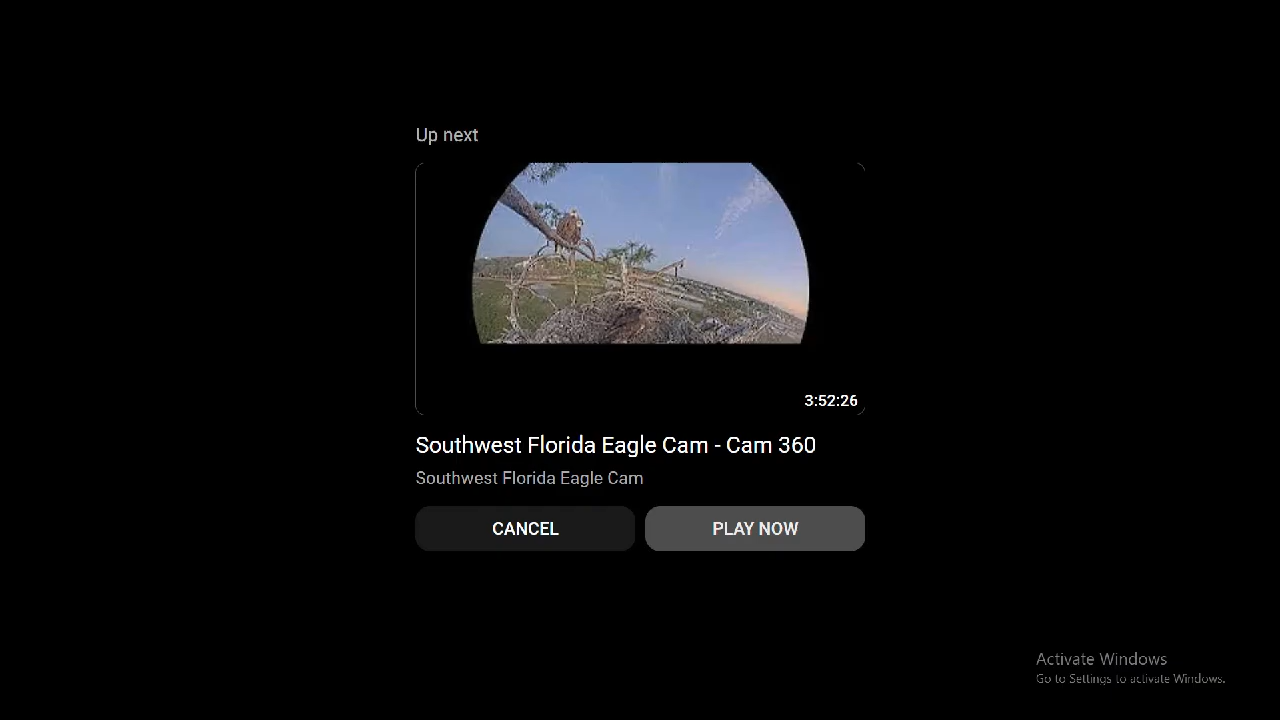 Up next
3:52:26
Southwest Florida Eagle Cam - Cam 360
Southwest Florida Eagle Cam
CANCEL
PLAY NOW
Activate Windows
Go to Settings to activate Windows.